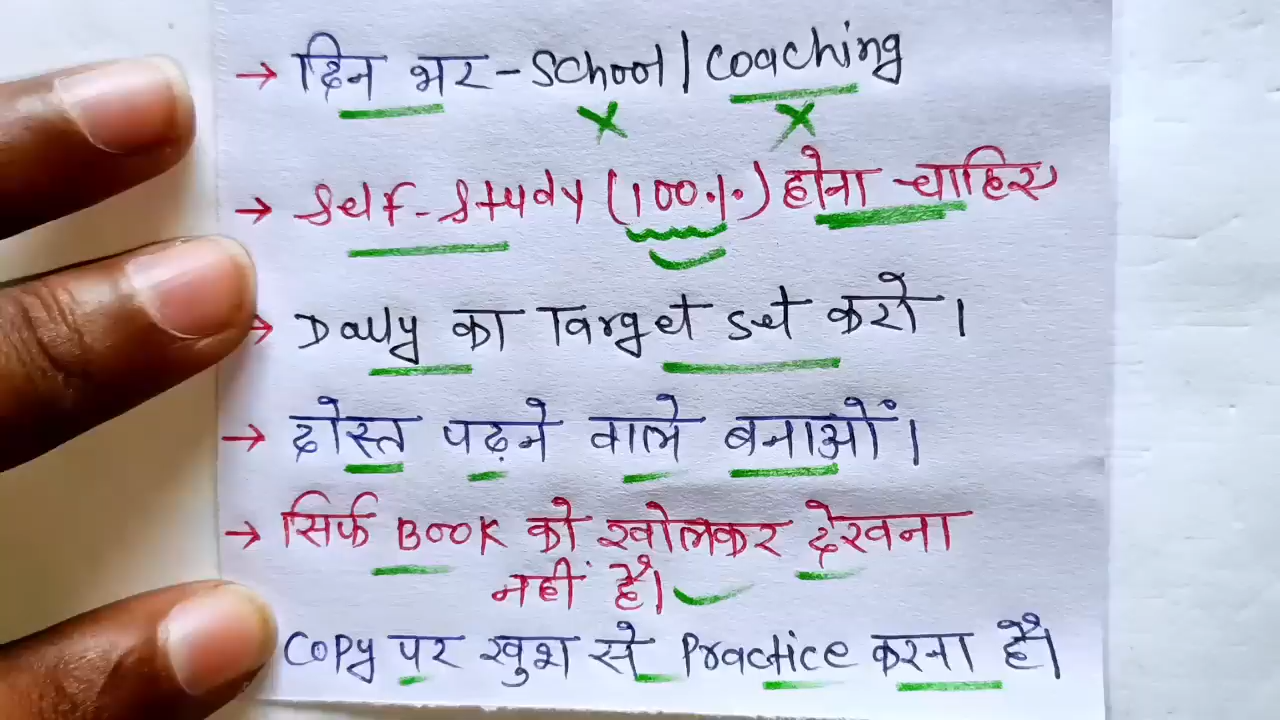 → दिन भर - School | Coaching
× ×
→ Self-Study (100%) होना चाहिए
→ Daily का Target Set करो।
→ दोस्त पढ़ने वाले बनाओं।
→ सिर्फ Book को खोलकर देखना
नहीं है।
Copy पर खुश से Practice करना है।